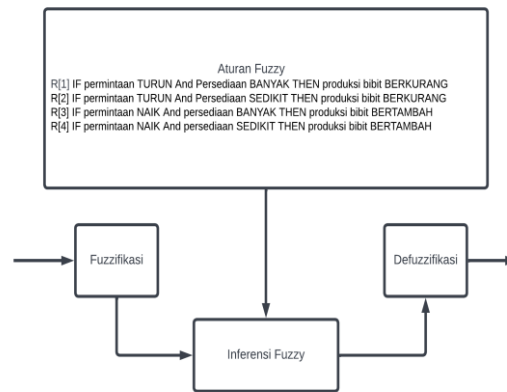 Aturan Fuzzy
R[1] IF permintaan TURUN And Persediaan BANYAK THEN produksi bibit BERKURANG
R[2] IF permintaan TURUN And Persediaan SEDIKIT THEN produksi bibit BERKURANG
R[3] IF permintaan NAIK And persediaan BANYAK THEN produksi bibit BERTAMBAH
R[4] IF permintaan NAIK And persediaan SEDIKIT THEN produksi bibit BERTAMBAH
Fuzzifikasi
Defuzzifikasi
Inferensi Fuzzy